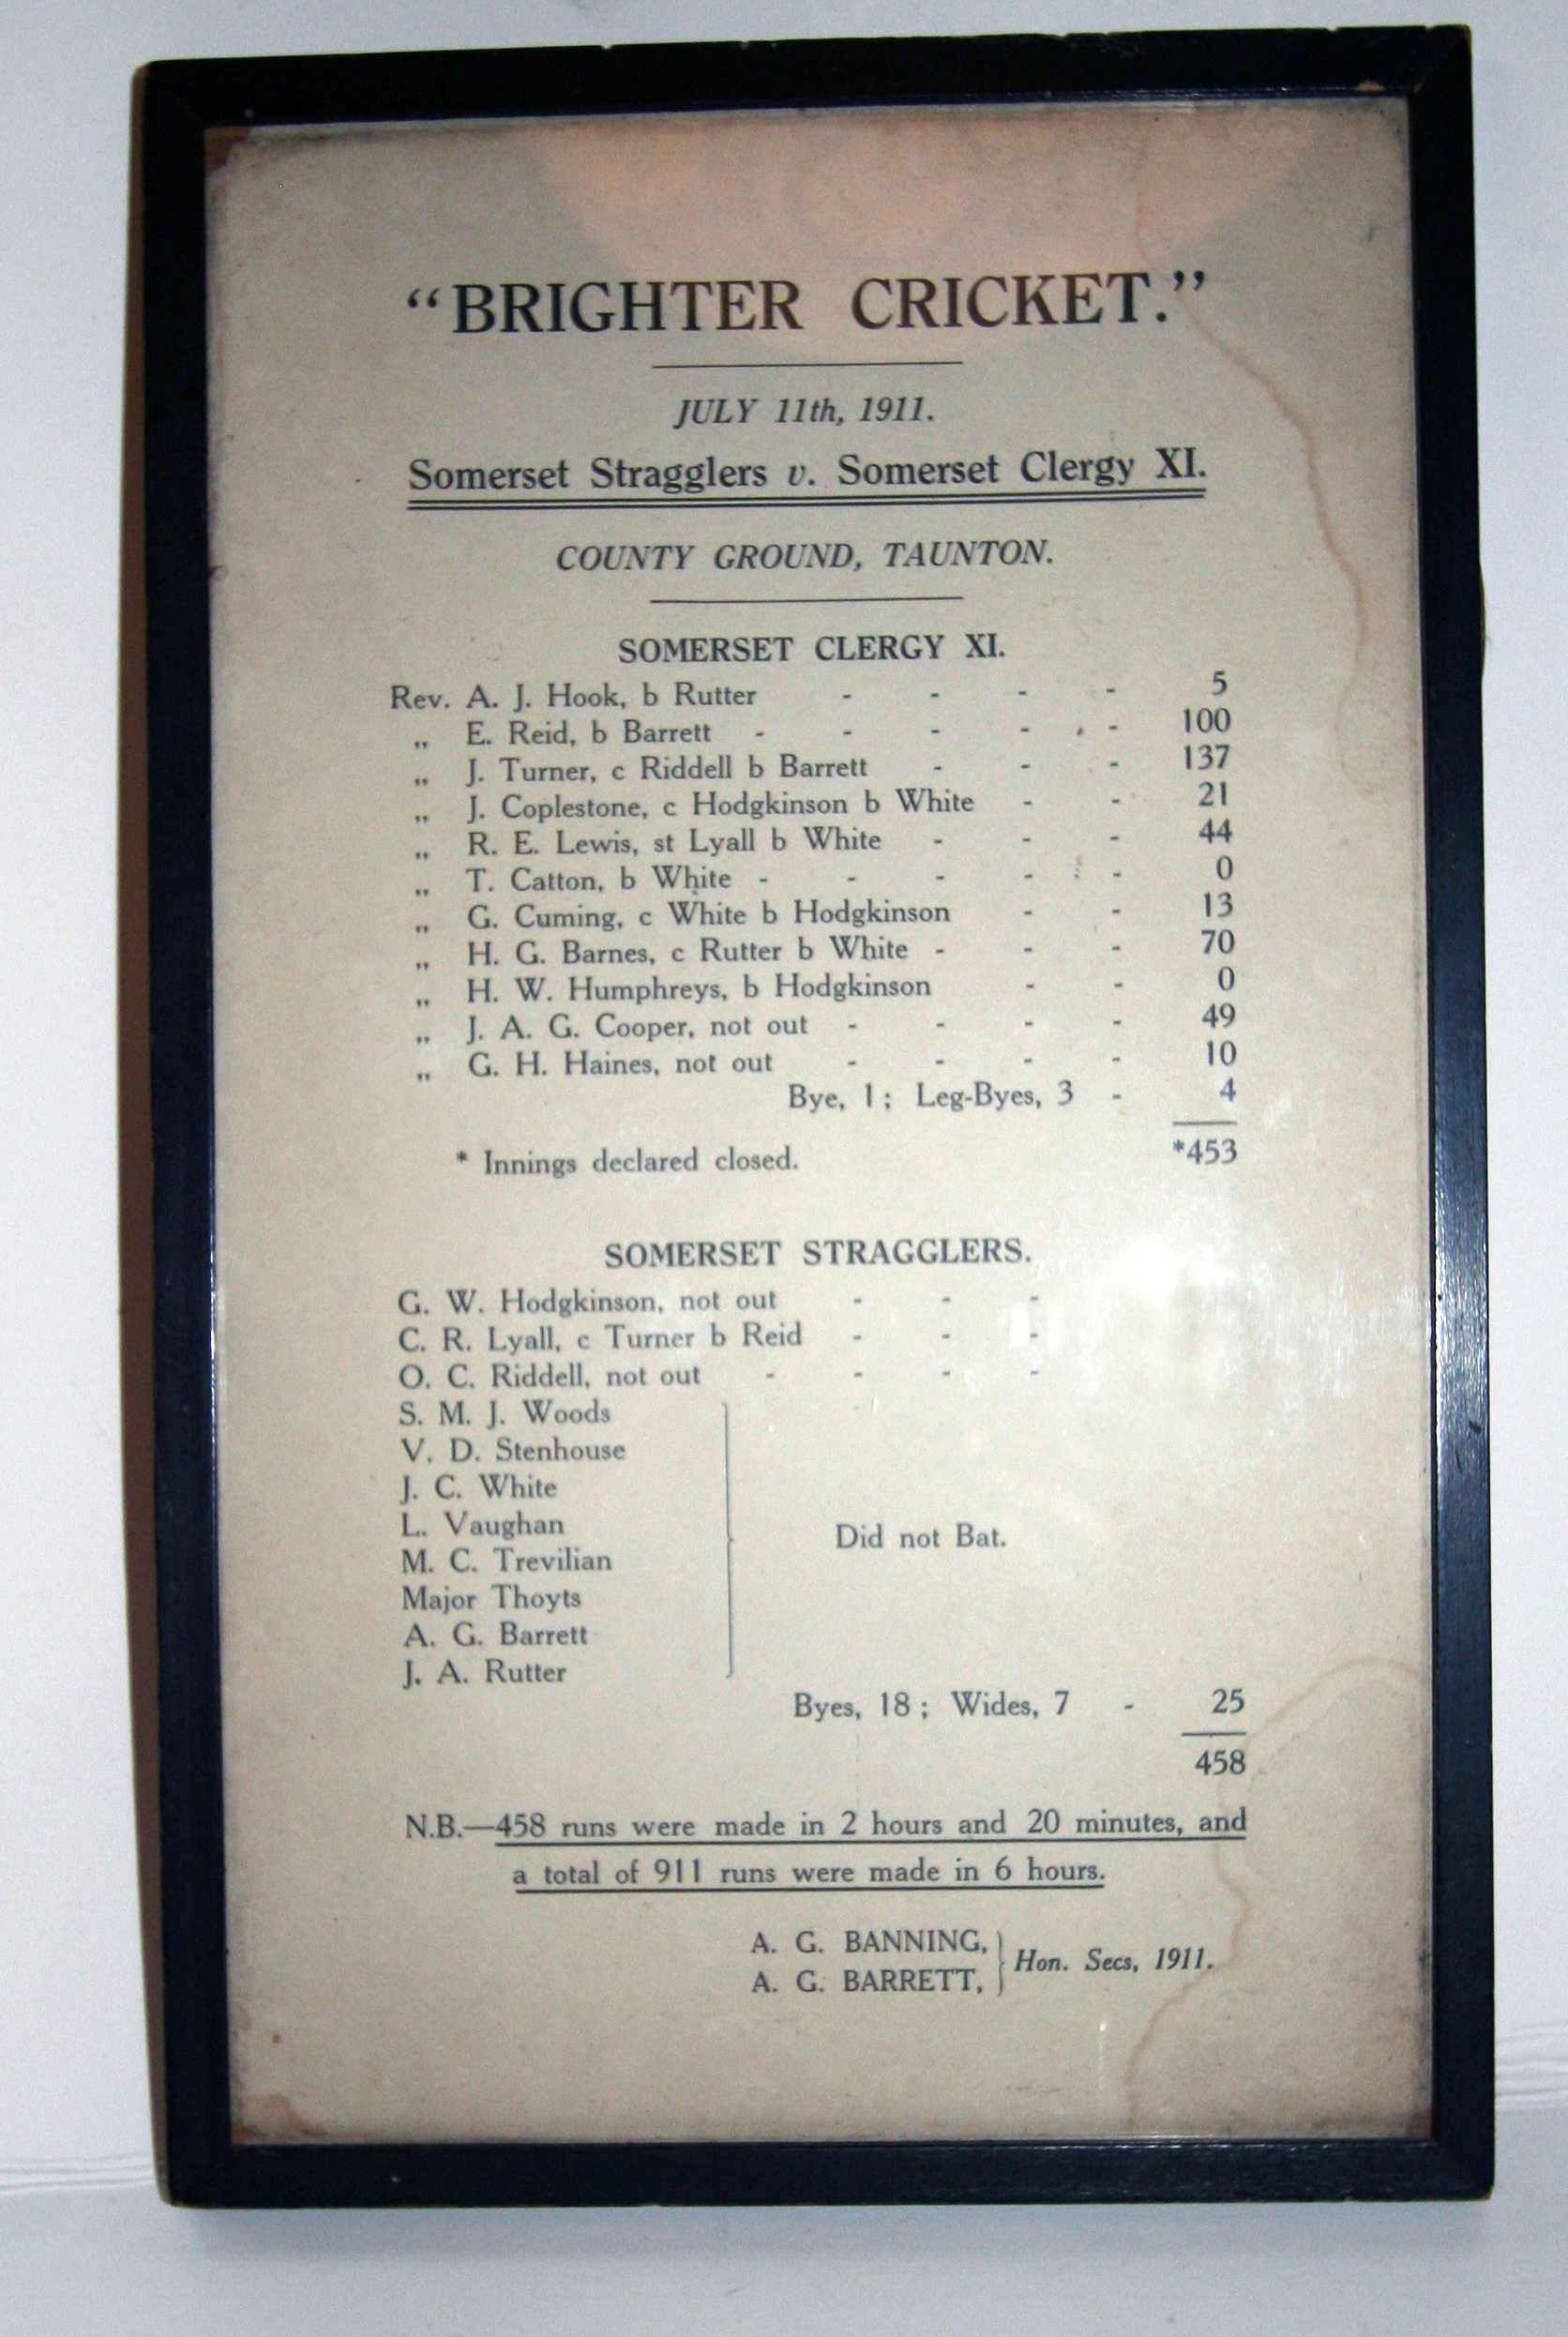 "BRIGHTER CRICKET."
JULY 11th, 1911.
Somerset Stragglers v. Somerset Clergy XI.
COUNTY GROUND, TAUNTON.
SOMERSET CLERGY XI.
Rev. A. J. Hook, b Rutter - - - - 5
„ E. Reid, b Barrett - - - - - 100
„ J. Turner, c Riddell b Barrett - - - 137
„ J. Coplestone, c Hodgkinson b White - - 21
„ R. E. Lewis, st Lyall b White - - - 44
„ T. Catton, b White - - - - - 0
„ G. Cuming, c White b Hodgkinson - - 13
„ H. G. Barnes, c Rutter b White - - - 70
„ H. W. Humphreys, b Hodgkinson - - 0
„ J. A. G. Cooper, not out - - - - 49
„ G. H. Haines, not out - - - - 10
Bye, 1; Leg-Byes, 3 - 4
* Innings declared closed. *453
SOMERSET STRAGGLERS.
G. W. Hodgkinson, not out - - -
C. R. Lyall, c Turner b Reid - - -
O. C. Riddell, not out - - - -
S. M. J. Woods
V. D. Stenhouse
J. C. White
L. Vaughan
Did not Bat.
M. C. Trevilian
Major Thoyts
A. G. Barrett
J. A. Rutter
Byes, 18; Wides, 7 - 25
458
N.B.—458 runs were made in 2 hours and 20 minutes, and
a total of 911 runs were made in 6 hours.
A. G. BANNING,
A. G. BARRETT,
Hon. Secs, 1911.